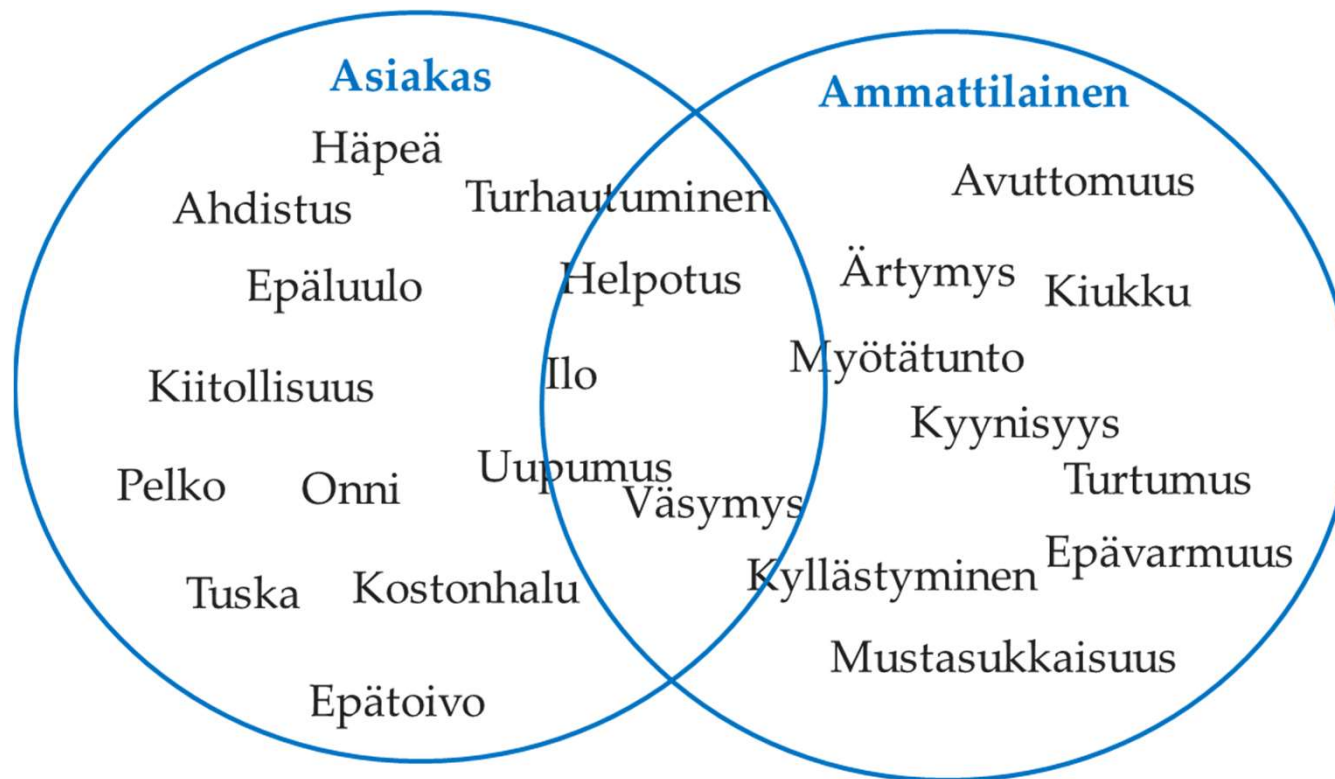 Asiakas
Häpeä
Ahdistus
Turhautuminen
Epäluulo
Helpotus
Kiitollisuus
Ilo
Pelko
Onni
Uupumus
Väsymys
Tuska
Kostonhalu
Epätoivo
Ammattilainen
Avuttomuus
Ärtymys
Kiukku
Myötätunto
Kyynisyys
Turtumus
Epävarmuus
Kyllästyminen
Mustasukkaisuus